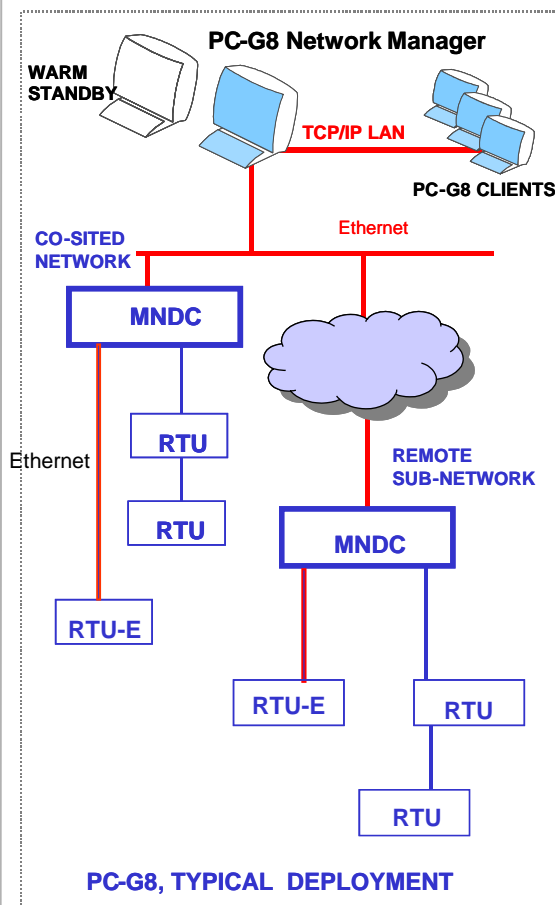 PC-G8 Network Manager
WARM
STANDBY
TCP/IP LAN
PC-G8 CLIENTS
Ethernet
CO-SITED
NETWORK
MNDC
RTU
Ethernet
RTU
REMOTE
SUB-NETWORK
MNDC
RTU-E
RTU-E
RTU
RTU
PC-G8, TYPICAL DEPLOYMENT